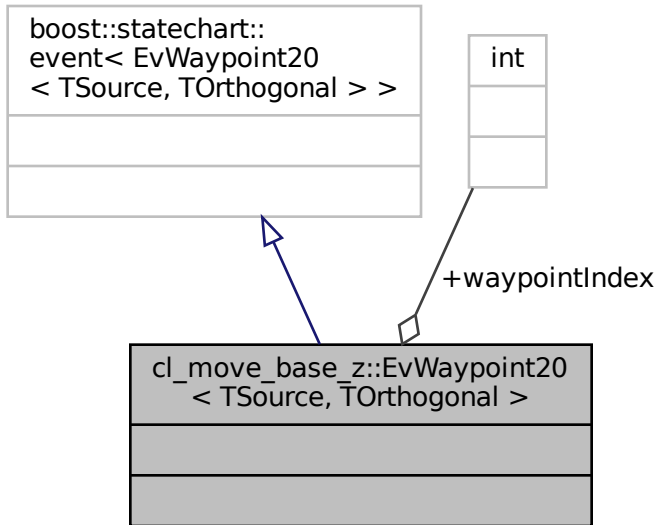 boost::statechart::
event< EvWaypoint20
< TSource, TOrthogonal > >
int
+waypointIndex
cl_move_base_z::EvWaypoint20
< TSource, TOrthogonal >